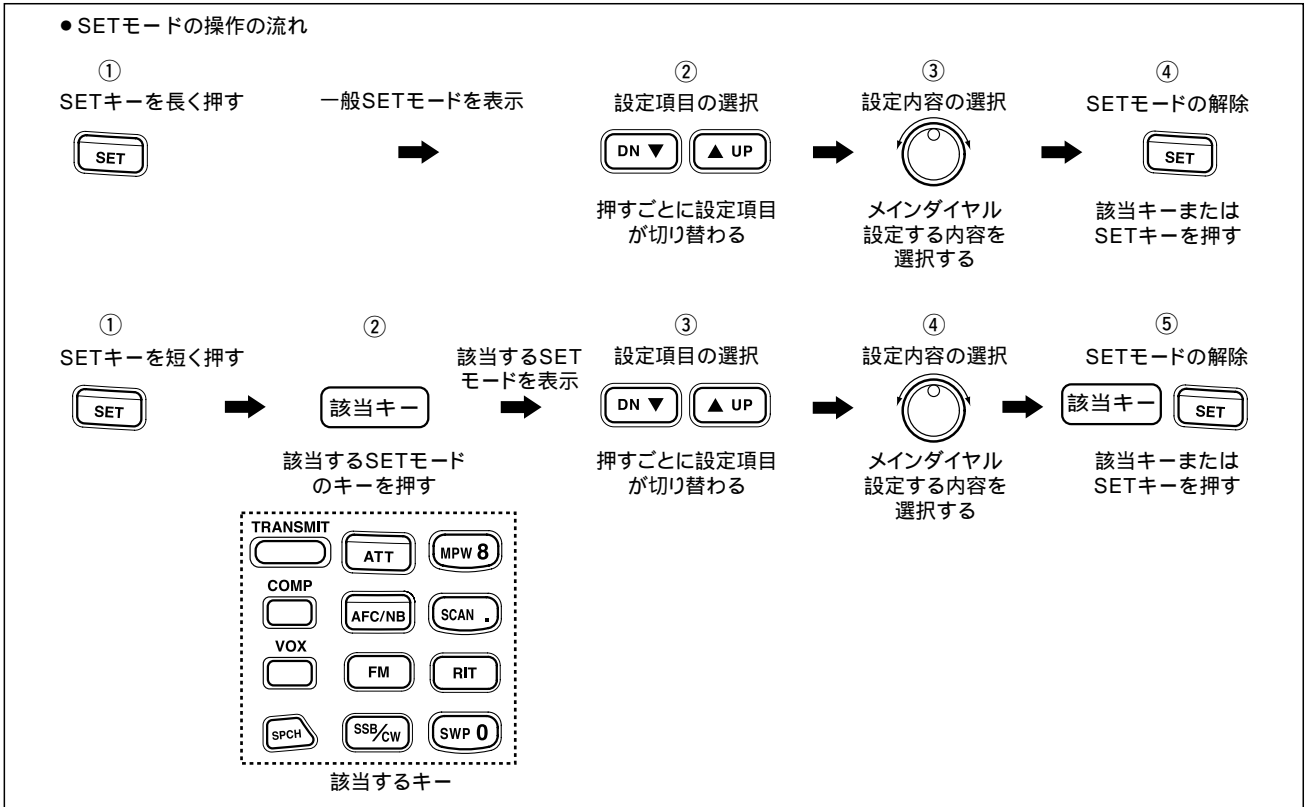 ●SETモードの操作の流れ
①
SETキーを長く押す
SET
一般SETモードを表示
②
設定項目の選択
DN ▼
▲ UP
押すごとに設定項目
が切り替わる
③
設定内容の選択
メインダイヤル
設定する内容を
選択する
④
SETモードの解除
SET
該当キーまたは
SETキーを押す
①
SETキーを短く押す
SET
②
該当キー
該当するSETモード
のキーを押す
TRANSMIT
ATT
MPW 8
COMP
AFC/NB
SCAN .
VOX
FM
RIT
SPCH
SSB/CW
SWP 0
該当するキー
該当するSET
モードを表示
③
設定項目の選択
DN ▼
▲ UP
押すごとに設定項目
が切り替わる
④
設定内容の選択
メインダイヤル
設定する内容を
選択する
⑤
SETモードの解除
該当キー
SET
該当キーまたは
SETキーを押す